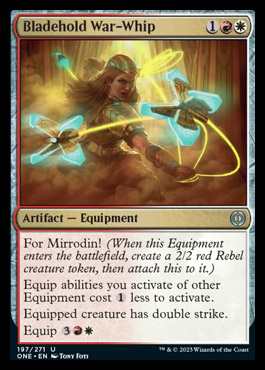 Bladehold War-Whip 1
Artifact — Equipment
For Mirrodin! (When this Equipment
enters the battlefield, create a 2/2 red Rebel
creature token, then attach this to it.)
Equip abilities you activate of other
Equipment cost 1 less to activate.
Equipped creature has double strike.
Equip 3
197/271 U
ONE • EN TONY FOTI ™ & © 2023 Wizards of the Coast